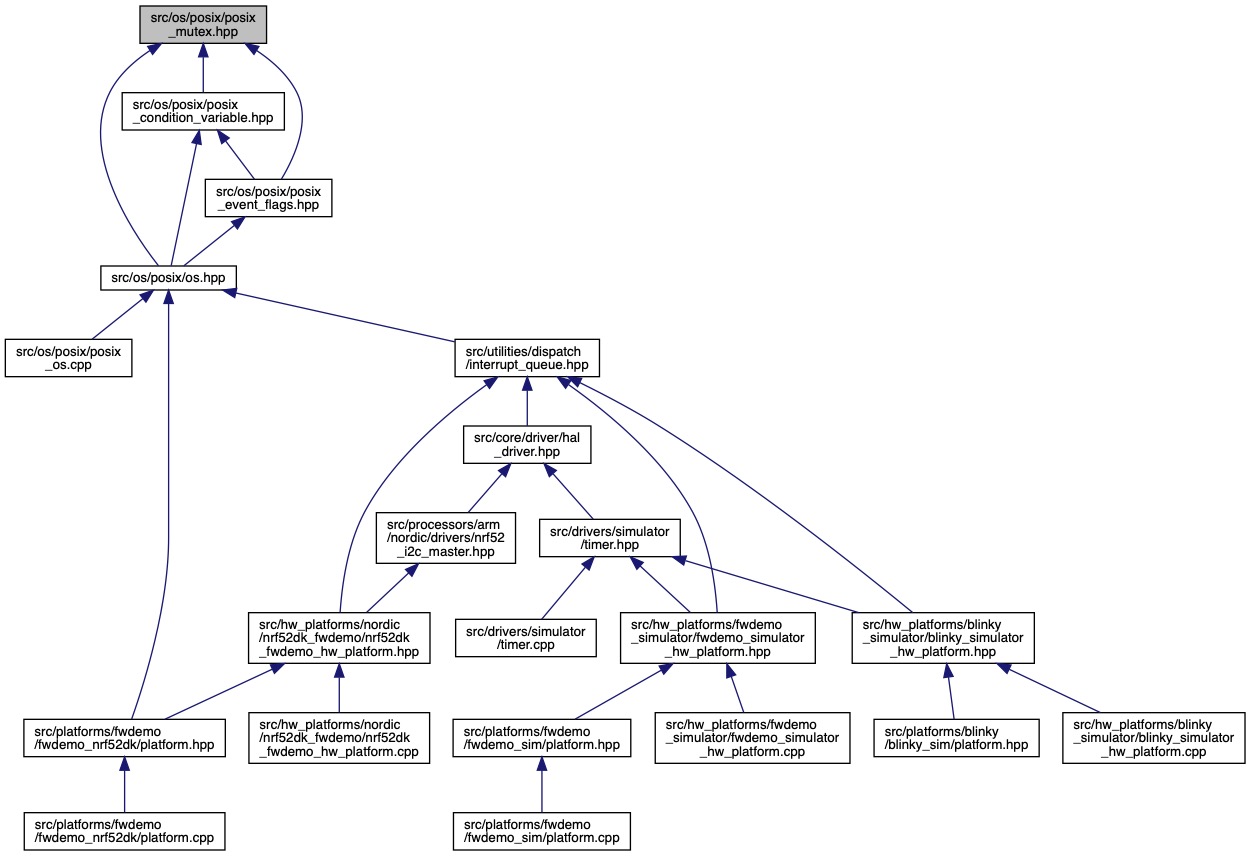 src/os/posix/posix
_mutex.hpp
src/os/posix/posix
_condition_variable.hpp
src/os/posix/posix
_event_flags.hpp
src/os/posix/os.hpp
src/os/posix/posix
_os.cpp
src/utilities/dispatch
/interrupt_queue.hpp
src/core/driver/hal
_driver.hpp
src/processors/arm
/nordic/drivers/nrf52
_i2c_master.hpp
src/drivers/simulator
/timer.hpp
src/hw_platforms/nordic
/nrf52dk_fwdemo/nrf52dk
_fwdemo_hw_platform.hpp
src/drivers/simulator
/timer.cpp
src/hw_platforms/fwdemo
_simulator/fwdemo_simulator
_hw_platform.hpp
src/hw_platforms/blinky
_simulator/blinky_simulator
_hw_platform.hpp
src/platforms/fwdemo
/fwdemo_nrf52dk/platform.hpp
src/hw_platforms/nordic
/nrf52dk_fwdemo/nrf52dk
_fwdemo_hw_platform.cpp
src/platforms/fwdemo
/fwdemo_sim/platform.hpp
src/hw_platforms/fwdemo
_simulator/fwdemo_simulator
_hw_platform.cpp
src/platforms/blinky
/blinky_sim/platform.hpp
src/hw_platforms/blinky
_simulator/blinky_simulator
_hw_platform.cpp
src/platforms/fwdemo
/fwdemo_nrf52dk/platform.cpp
src/platforms/fwdemo
/fwdemo_sim/platform.cpp